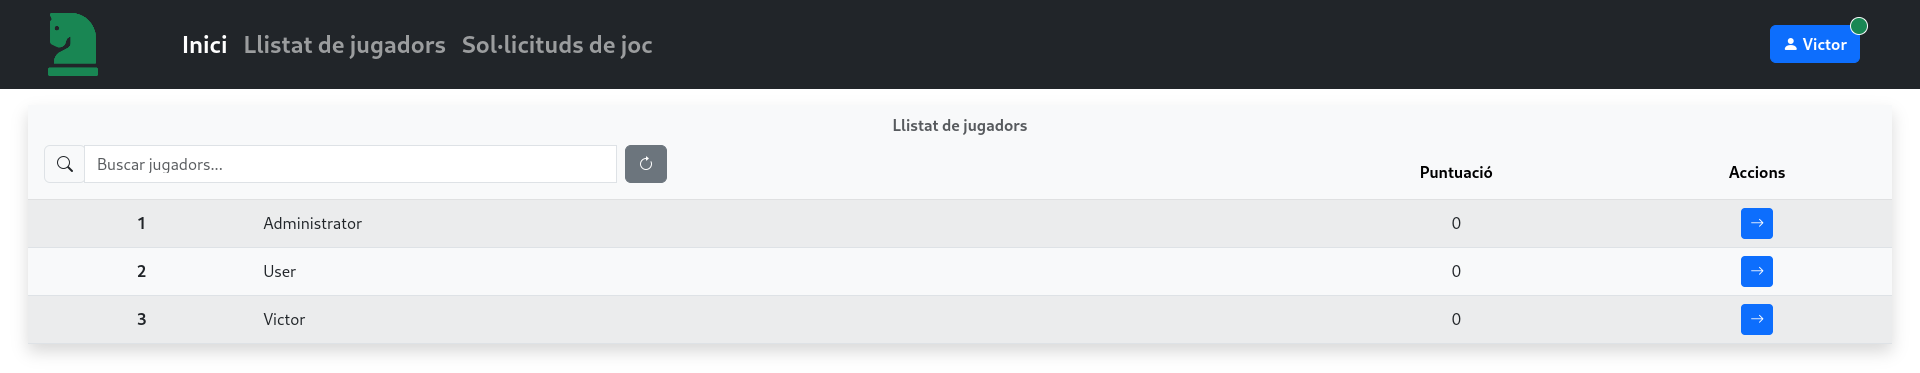 Inici Llistat de jugadors Sol·licituds de joc Victor
Llistat de jugadors
Buscar jugadors...
Puntuació Accions
1 Administrator 0
2 User 0
3 Victor 0